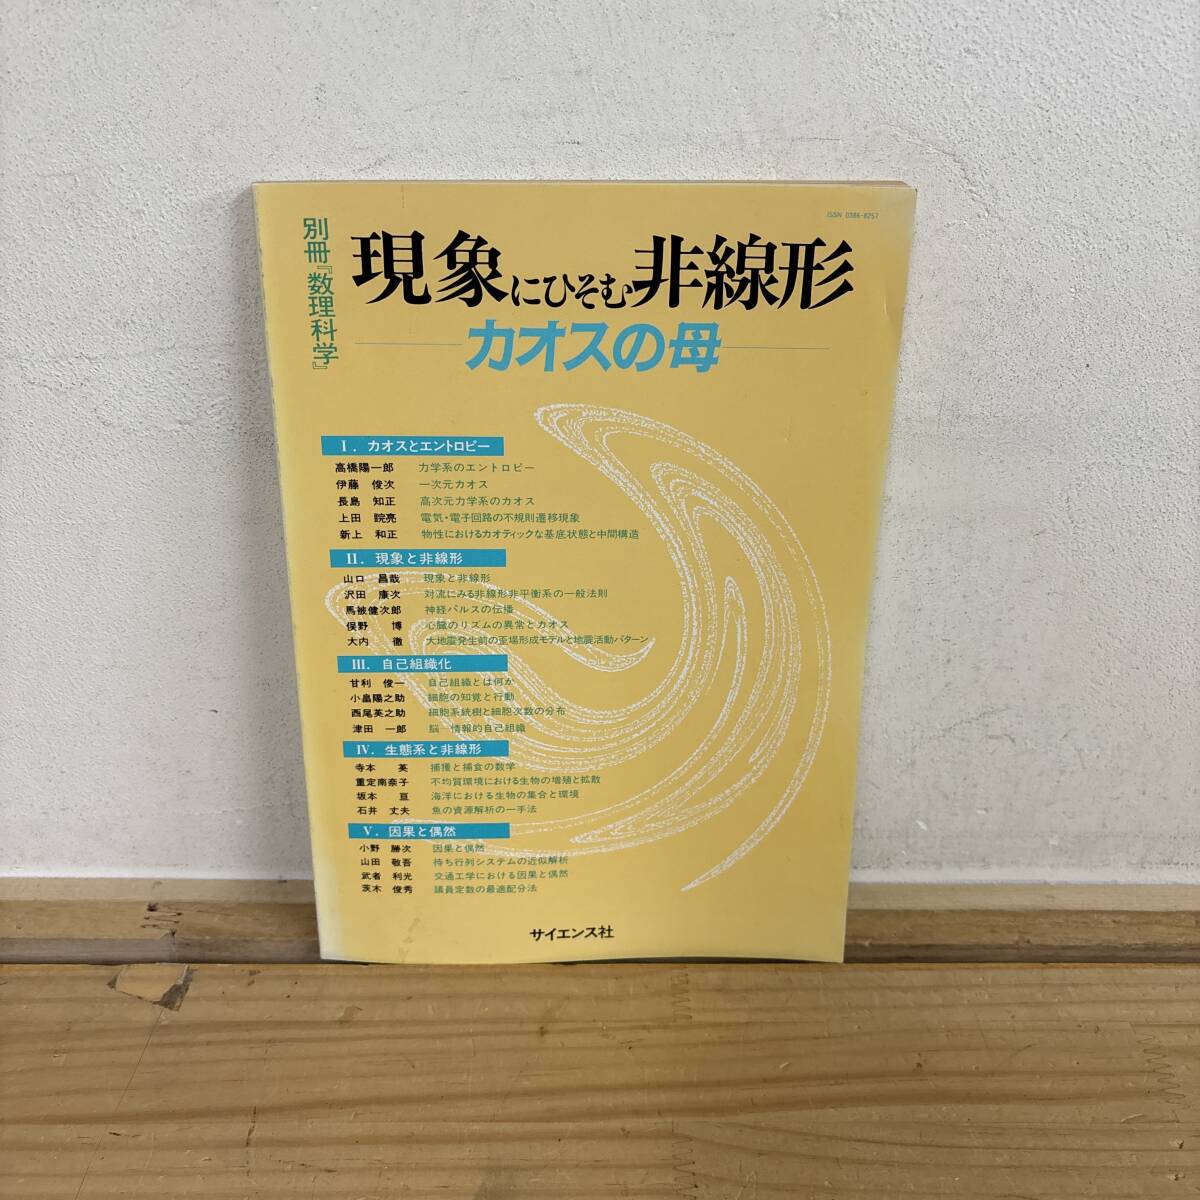 ISSN 0386-8257
別冊『数理科学』
現象にひそむ非線形
カオスの母
I. カオスとエントロピー
高橋陽一郎 力学系のエントロピー
伊藤 俊次 一次元カオス
長島 知正 高次元力学系のカオス
上田 睆亮 電気・電子回路の不規則遷移現象
新上 和正 物性におけるカオティックな基底状態と中間構造
II. 現象と非線形
山口 昌哉 現象と非線形
沢田 康次 対流にみる非線形非平衡系の一般法則
馬被健次郎 神経パルスの伝播
俣野 博 心臓のリズムの異常とカオス
大内 徹 大地震発生前の歪場形成モデルと地震活動パターン
III. 自己組織化
甘利 俊一 自己組織とは何か
小畠陽之助 細胞の知覚と行動
西尾英之助 細胞系統樹と細胞次数の分布
津田 一郎 脳―情報的自己組織
IV. 生態系と非線形
寺本 英 捕獲と捕食の数学
重定南奈子 不均質環境における生物の増殖と拡散
坂本 亘 海洋における生物の集合と環境
石井 丈夫 魚の資源解析の一手法
V. 因果と偶然
小野 勝次 因果と偶然
山田 敬吾 待ち行列システムの近似解析
武者 利光 交通工学における因果と偶然
茨木 俊秀 議員定数の最適配分法
サイエンス社